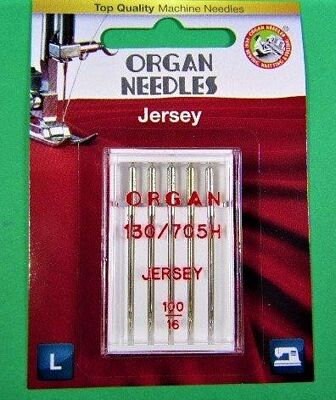 Top Quality Machine Needles
ORGAN
NEEDLES
Jersey
ORGAN
130/705H
JERSEY
100
16
L